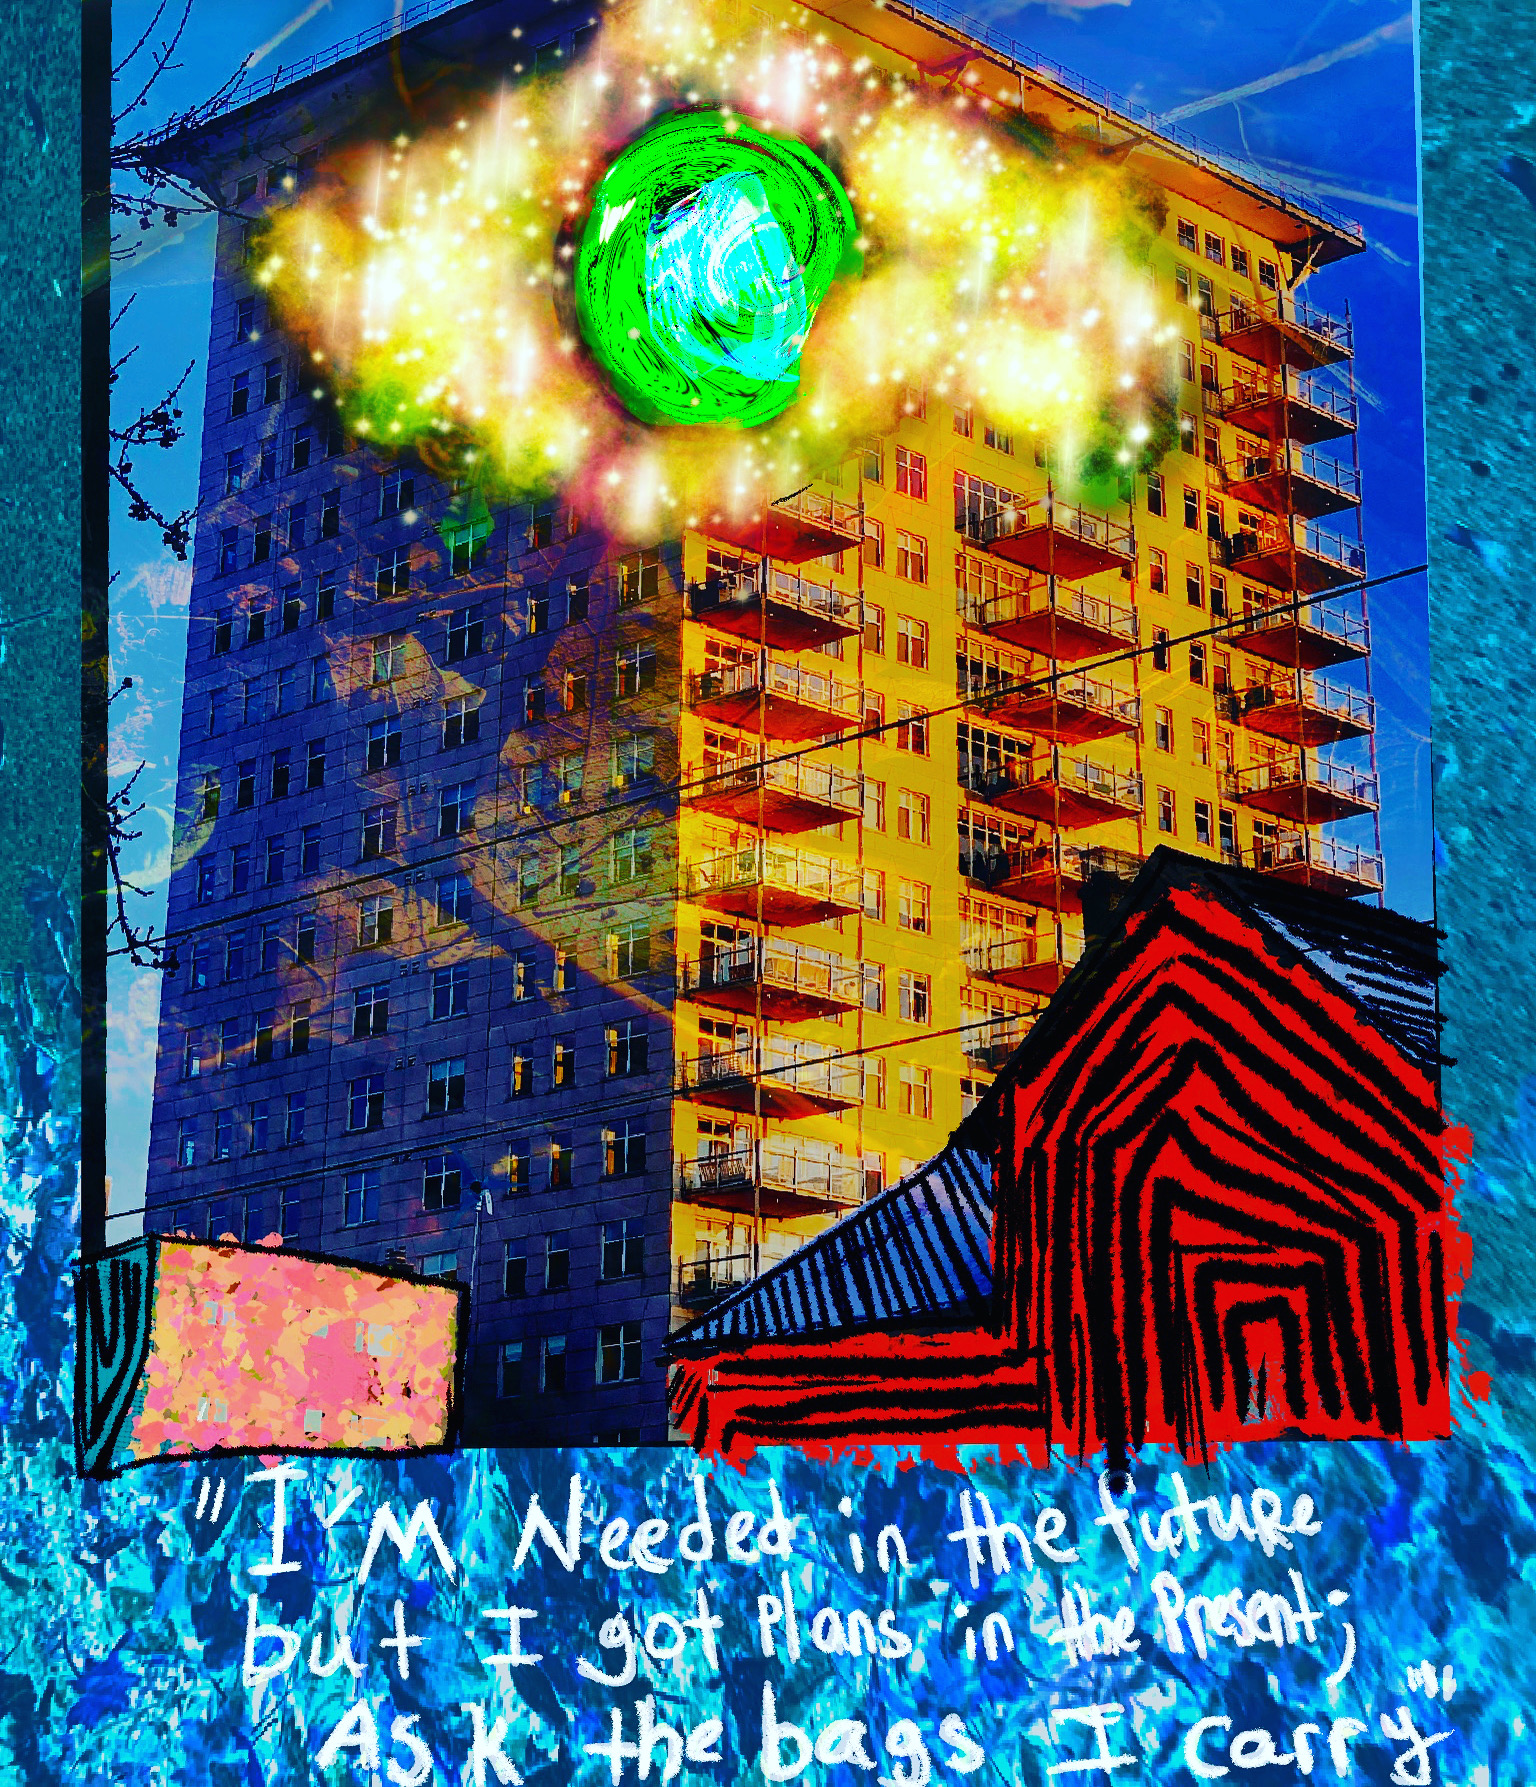 "I'M Needed in the future
but I got Plans in the Present;
Ask the bags I carry"